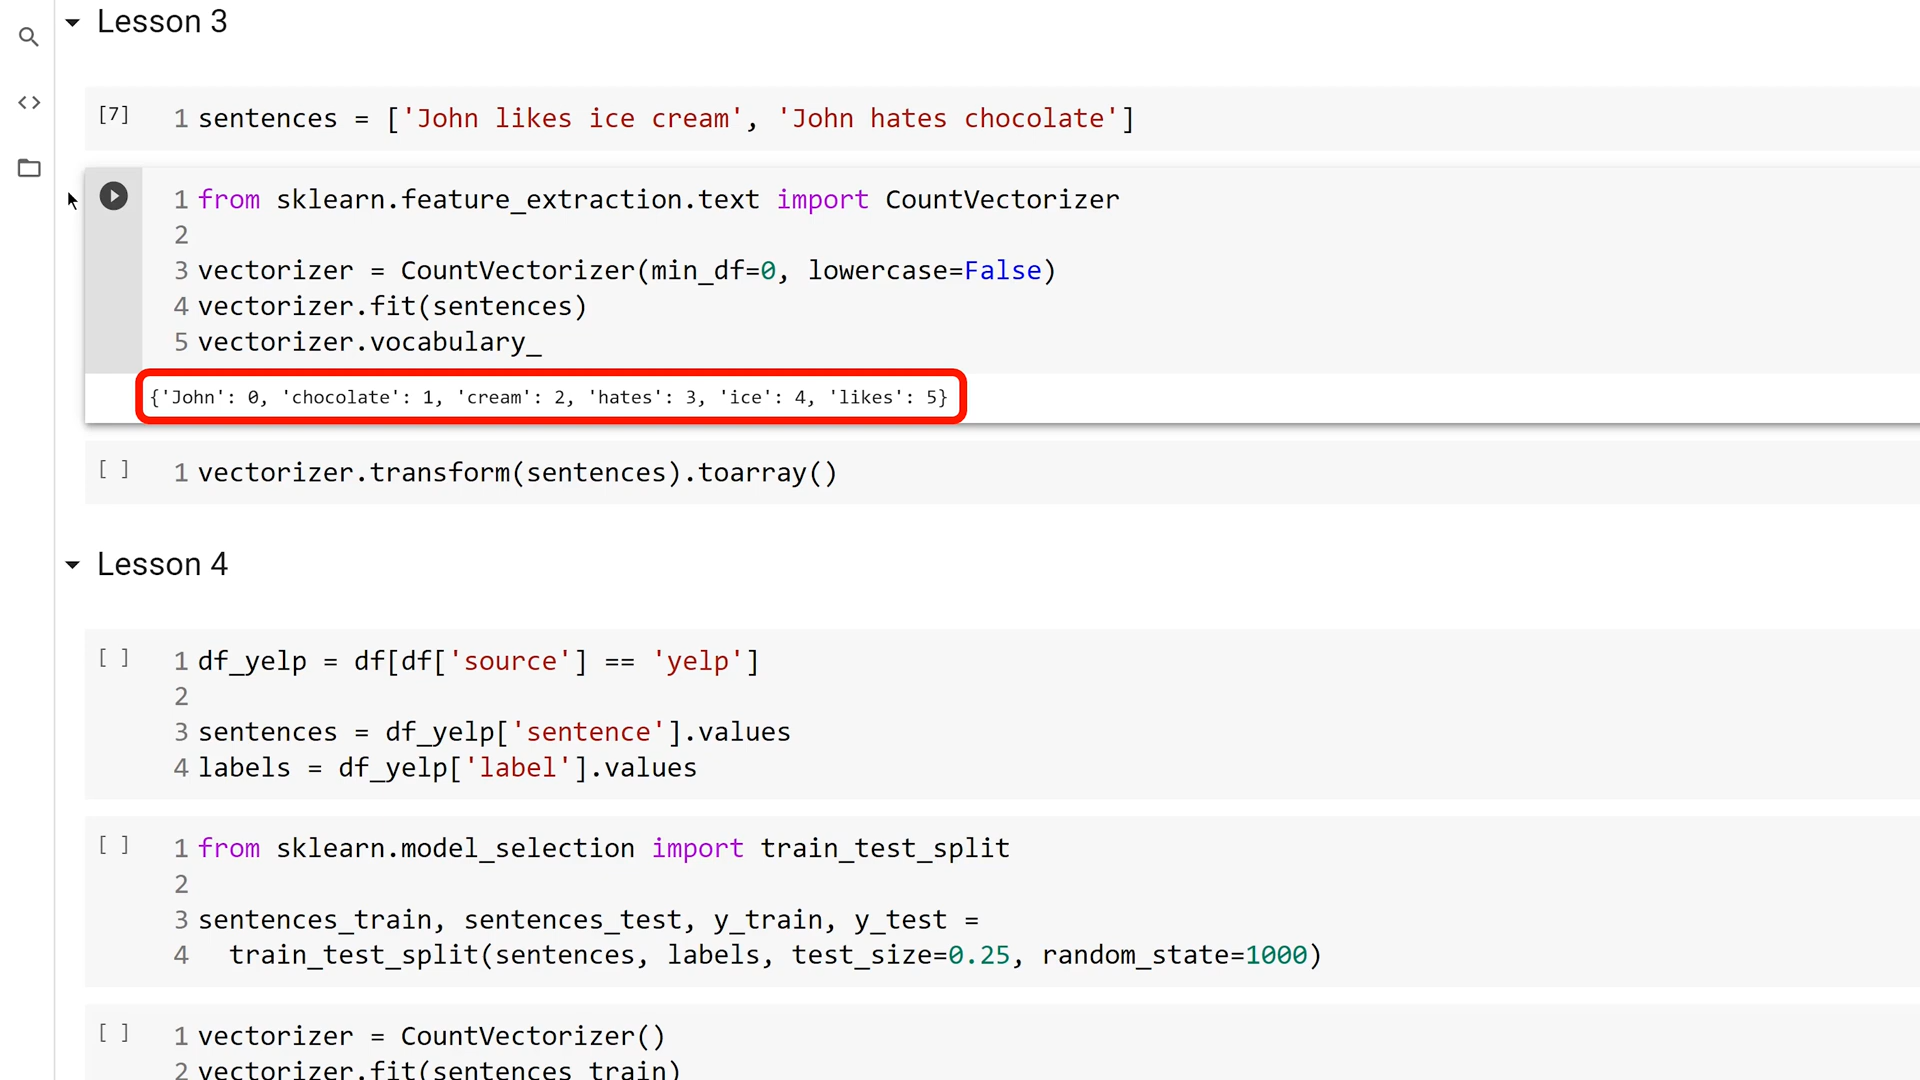 Lesson 3
[7] 1 sentences = ['John likes ice cream', 'John hates chocolate']
1 from sklearn.feature_extraction.text import CountVectorizer
2
3 vectorizer = CountVectorizer(min_df=0, lowercase=False)
4 vectorizer.fit(sentences)
5 vectorizer.vocabulary_
{'John': 0, 'chocolate': 1, 'cream': 2, 'hates': 3, 'ice': 4, 'likes': 5}
[ ] 1 vectorizer.transform(sentences).toarray()
Lesson 4
[ ] 1 df_yelp = df[df['source'] == 'yelp']
2
3 sentences = df_yelp['sentence'].values
4 labels = df_yelp['label'].values
[ ] 1 from sklearn.model_selection import train_test_split
2
3 sentences_train, sentences_test, y_train, y_test =
4   train_test_split(sentences, labels, test_size=0.25, random_state=1000)
[ ] 1 vectorizer = CountVectorizer()
2 vectorizer.fit(sentences_train)